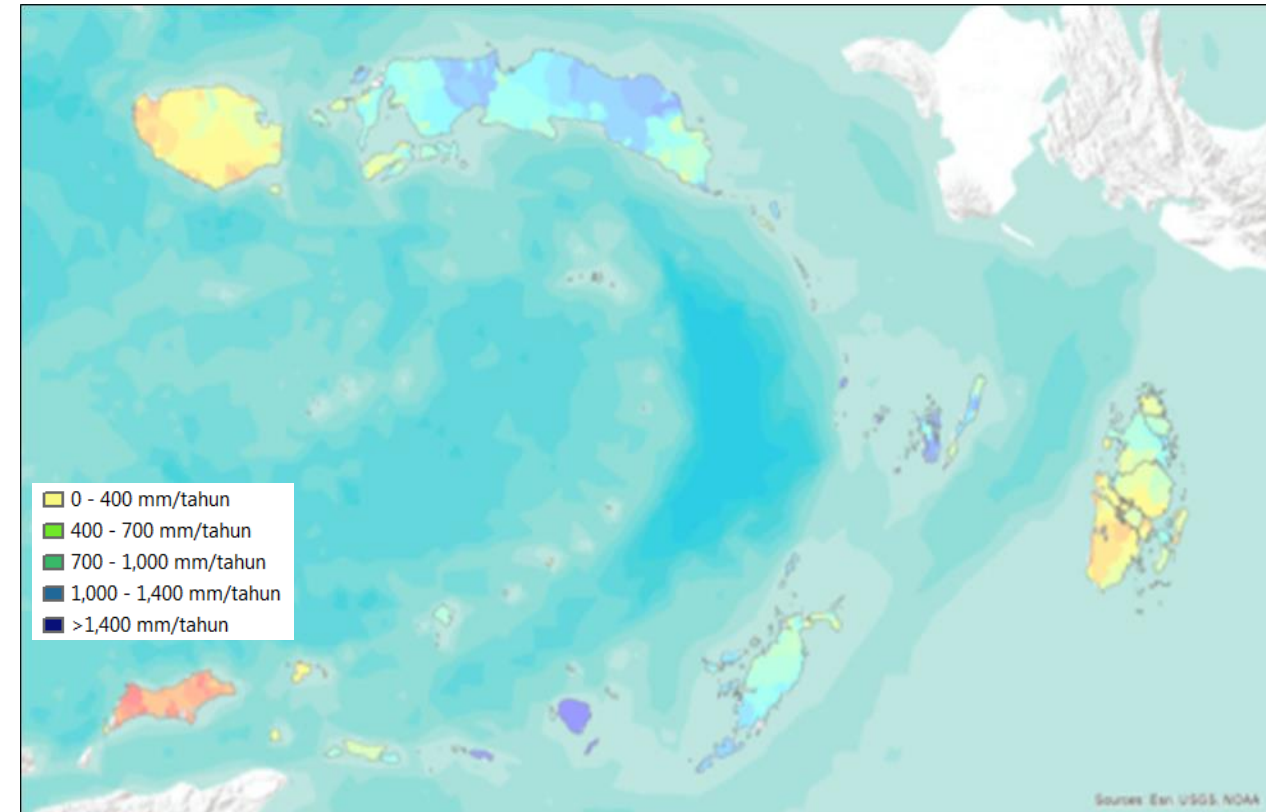 0 - 400 mm/tahun
400 - 700 mm/tahun
700 - 1,000 mm/tahun
1,000 - 1,400 mm/tahun
>1,400 mm/tahun
Sources: Esri, USGS, NOAA